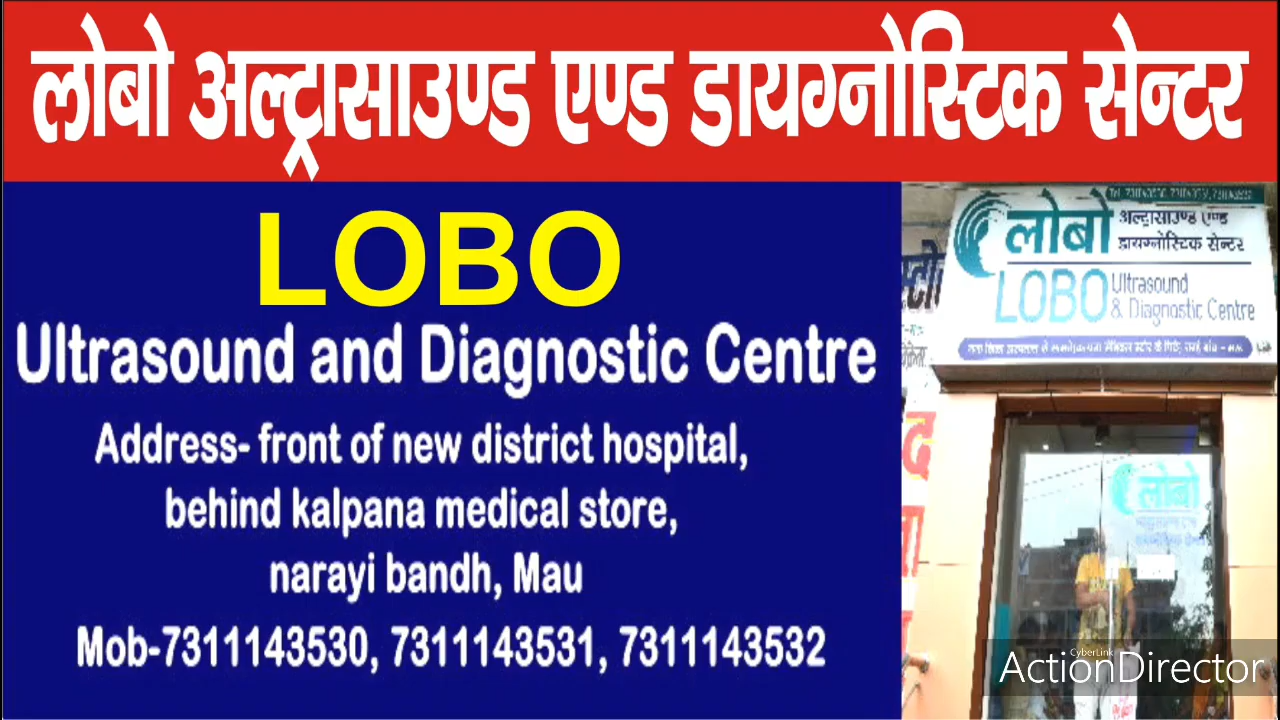 लोबो अल्ट्रासाउण्ड एण्ड डायग्नोस्टिक सेन्टर
LOBO
Ultrasound and Diagnostic Centre
Address- front of new district hospital,
behind kalpana medical store,
narayi bandh, Mau
Mob-7311143530, 7311143531, 7311143532
लोबो
अल्ट्रासाउण्ड एण्ड
डायग्नोस्टिक सेन्टर
LOBO
Ultrasound
& Diagnostic Centre
लोबो
CyberLink
ActionDirector